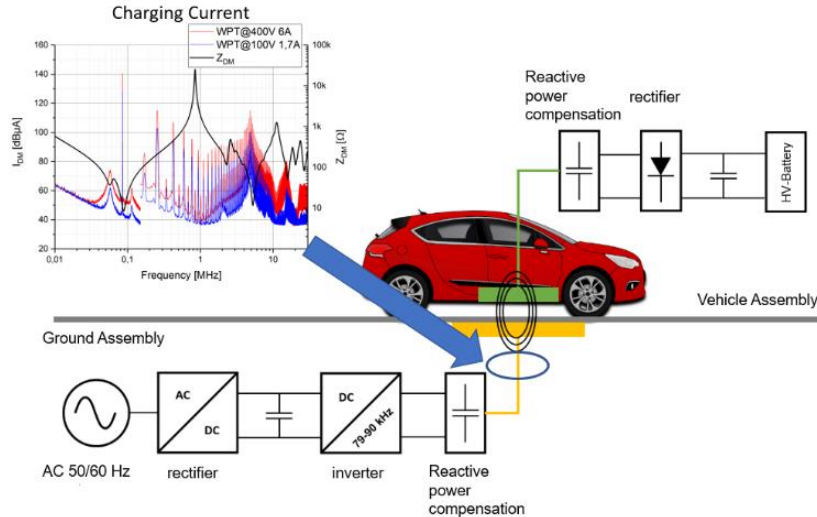 Charging Current
WPT@400V 6A
WPT@100V 1,7A
Z_DM
I_DM [dBµA]
160
140
120
100
80
60
40
20
100k
10k
1k
100
10
Z_DM [Ω]
0,01
0,1
1
10
Frequency [MHz]
Reactive
power
compensation
rectifier
HV-Battery
Vehicle Assembly
Ground Assembly
AC
DC
DC
79-90 kHz
AC 50/60 Hz
rectifier
inverter
Reactive
power
compensation